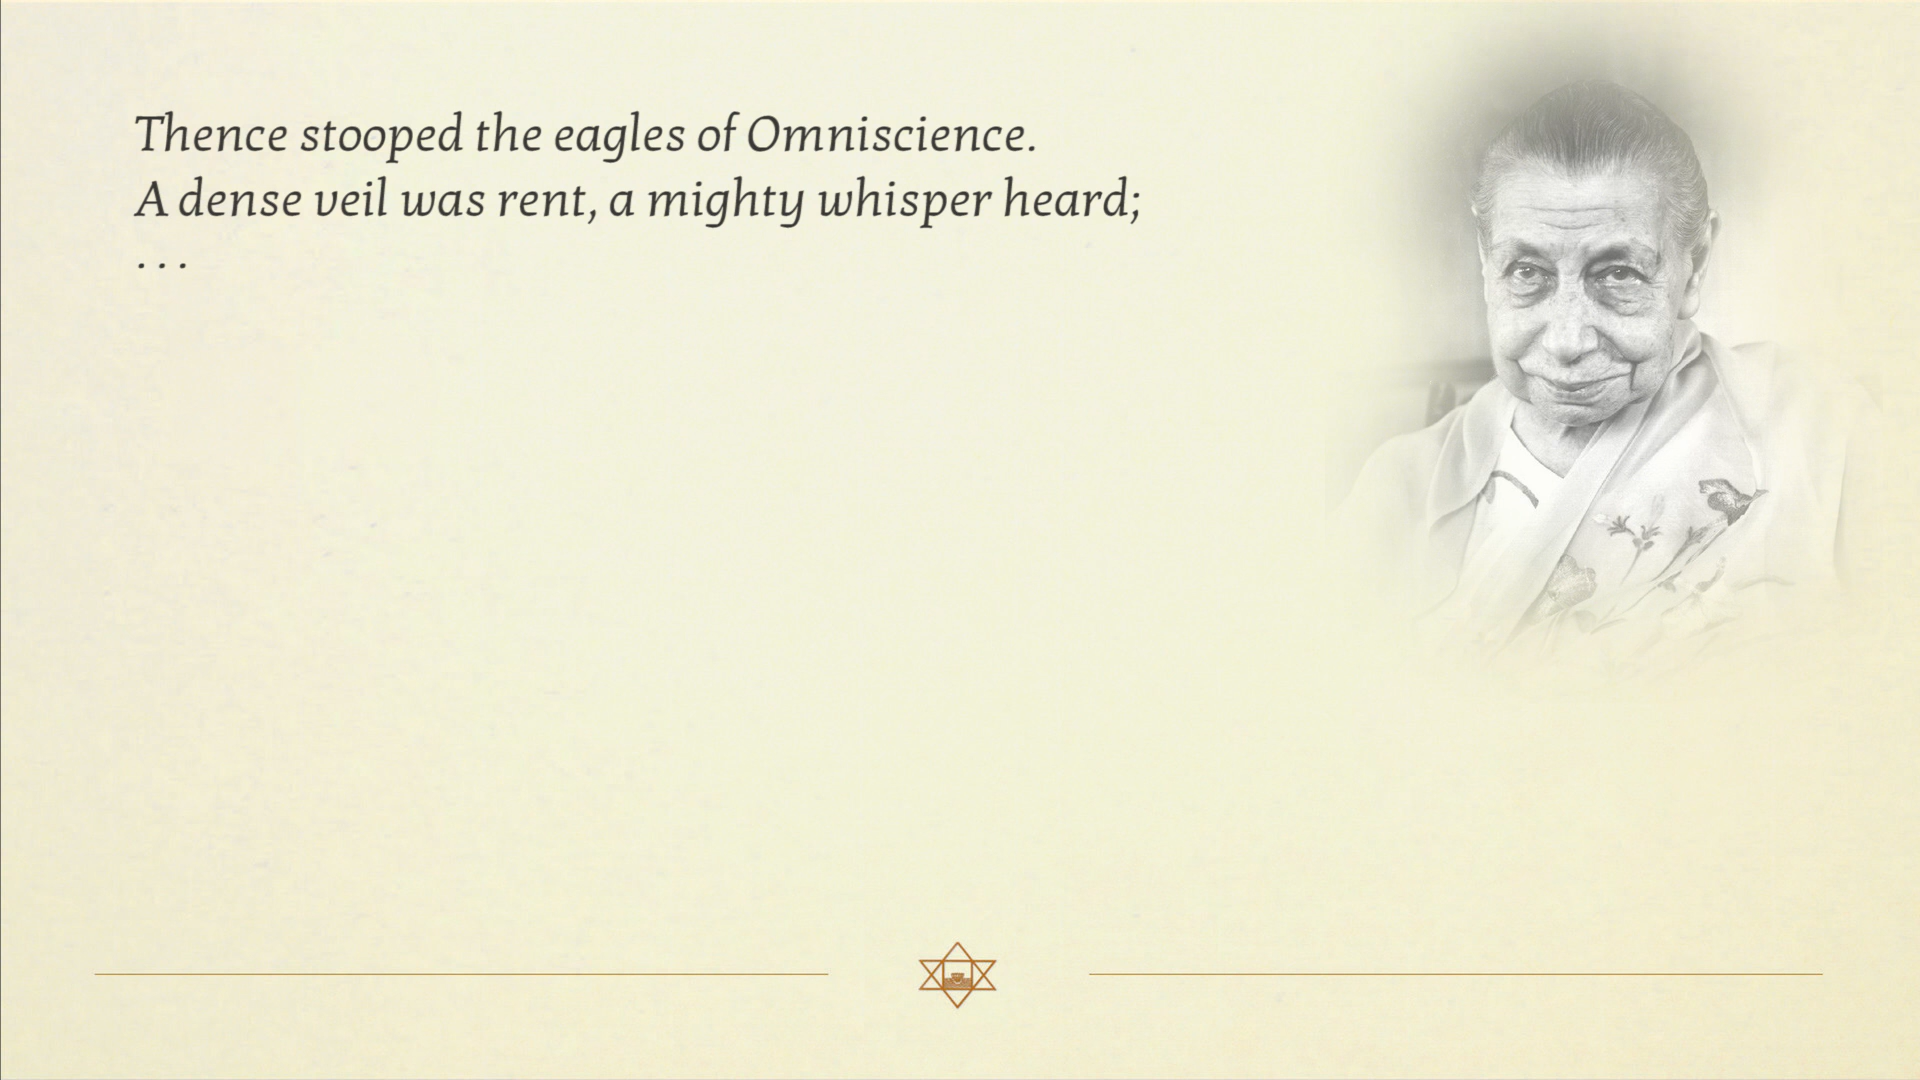 Thence stooped the eagles of Omniscience.
A dense veil was rent, a mighty whisper heard;
. . .